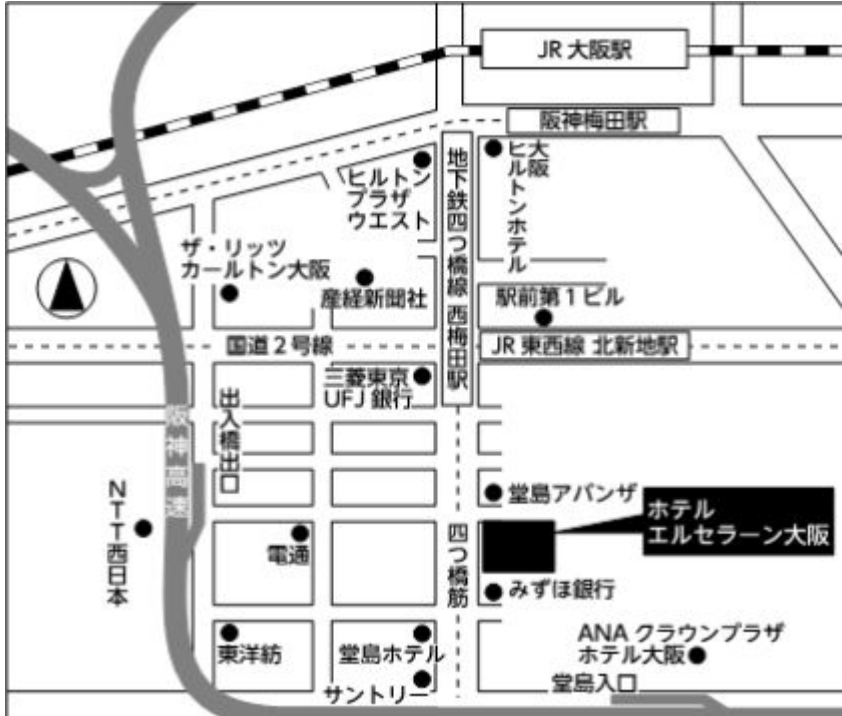 JR 大阪駅
阪神梅田駅
地下鉄四つ橋線 西梅田駅
大阪
ヒルトンホテル
ヒルトン
プラザ
ウエスト
ザ・リッツ
カールトン大阪
産経新聞社
駅前第1ビル
国道2号線
JR 東西線 北新地駅
三菱東京
UFJ 銀行
出入橋出口
阪神高速
堂島アバンザ
ホテル
エルセラーン大阪
NTT西日本
電通
四つ橋筋
みずほ銀行
東洋紡
堂島ホテル
ANA クラウンプラザ
ホテル大阪
サントリー
堂島入口